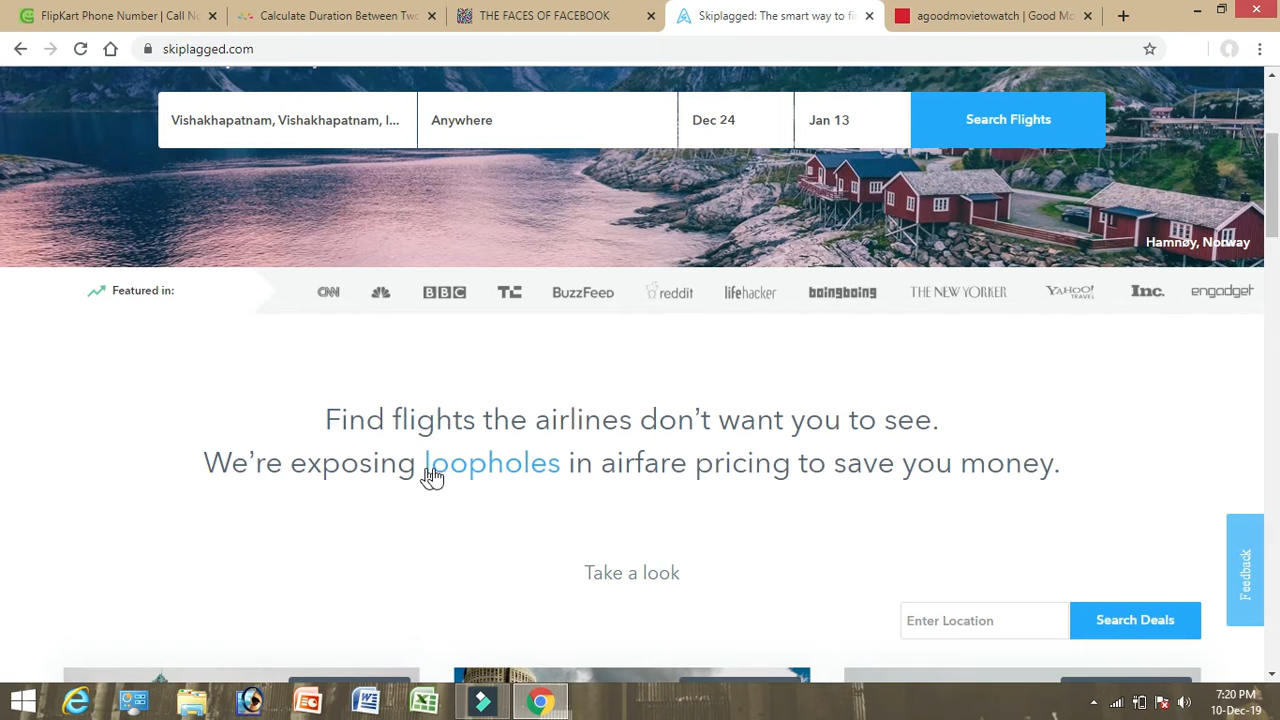 FlipKart Phone Number | Call N
Calculate Duration Between Two
THE FACES OF FACEBOOK
Skiplagged: The smart way to fi
agoodmovietowatch | Good Mo
skiplagged.com
Vishakhapatnam, Vishakhapatnam, I...
Anywhere
Dec 24
Jan 13
Search Flights
Hamnøy, Norway
Featured in:
CNN
BBC
TC
BuzzFeed
reddit
lifehacker
boingboing
THE NEW YORKER
YAHOO! TRAVEL
Inc.
engadget
Find flights the airlines don't want you to see.
We're exposing loopholes in airfare pricing to save you money.
Feedback
Take a look
Enter Location
Search Deals
7:20 PM
10-Dec-19